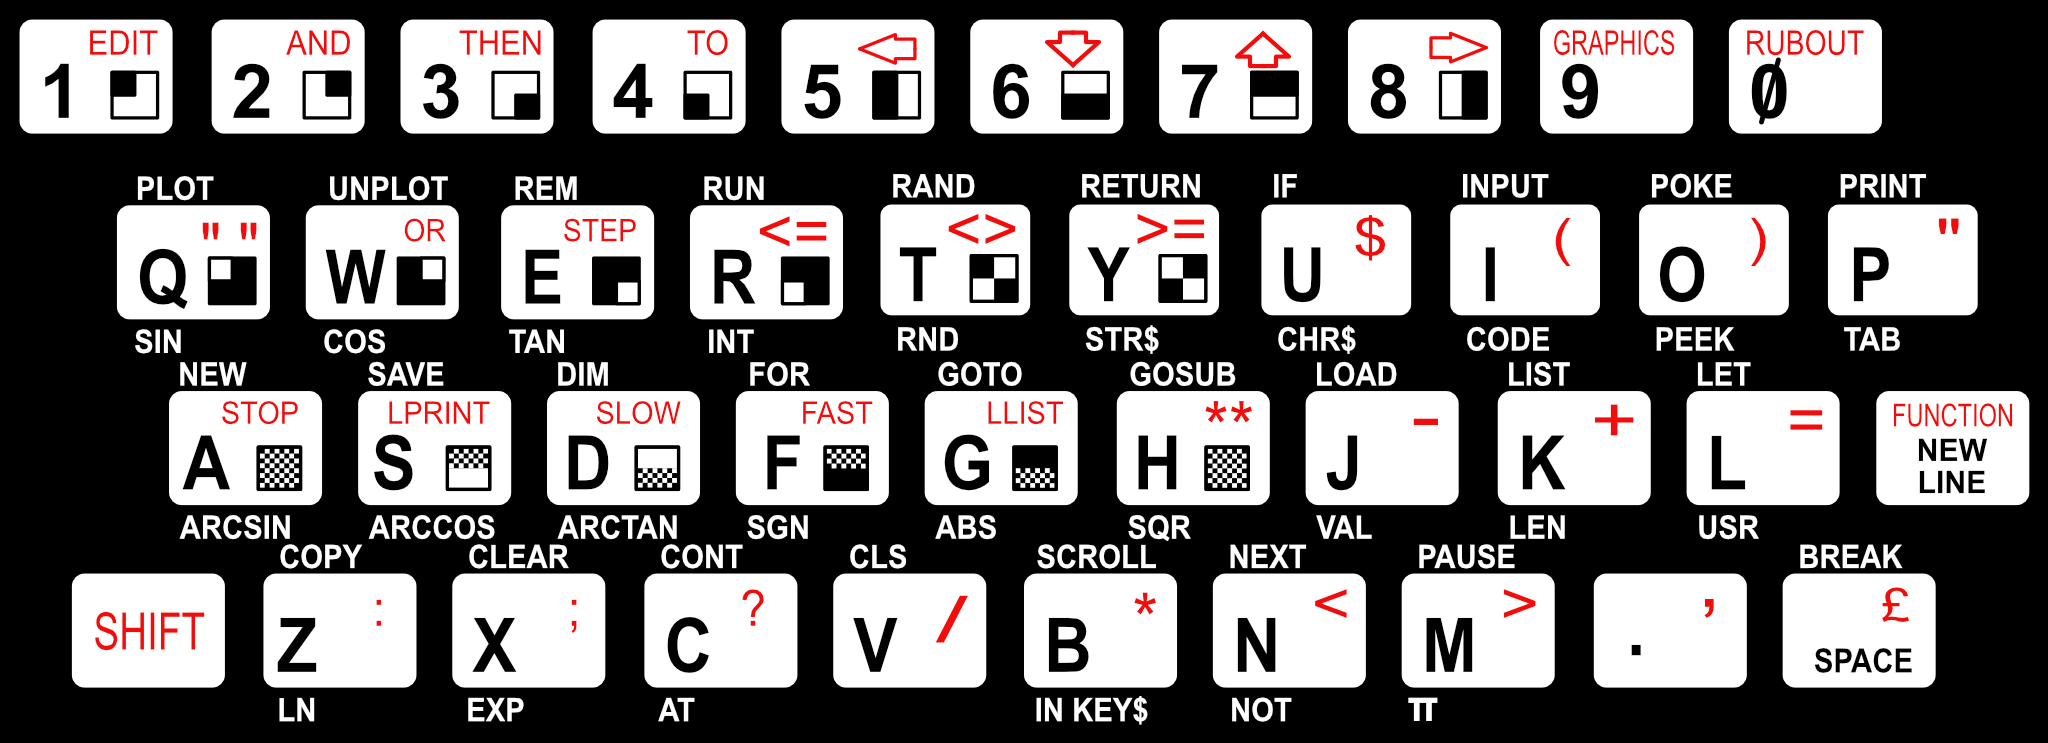 EDIT AND THEN TO GRAPHICS RUBOUT
1 2 3 4 5 6 7 8 9 0
PLOT UNPLOT REM RUN RAND RETURN IF INPUT POKE PRINT
" " OR STEP <= <> >= $ ( ) "
Q W E R T Y U I O P
SIN COS TAN INT RND STR$ CHR$ CODE PEEK TAB
NEW SAVE DIM FOR GOTO GOSUB LOAD LIST LET
STOP LPRINT SLOW FAST LLIST ** - + = FUNCTION
A S D F G H J K L NEW
LINE
ARCSIN ARCCOS ARCTAN SGN ABS SQR VAL LEN USR
COPY CLEAR CONT CLS SCROLL NEXT PAUSE BREAK
: ; ? / * < > , £
SHIFT Z X C V B N M . SPACE
LN EXP AT IN KEY$ NOT π